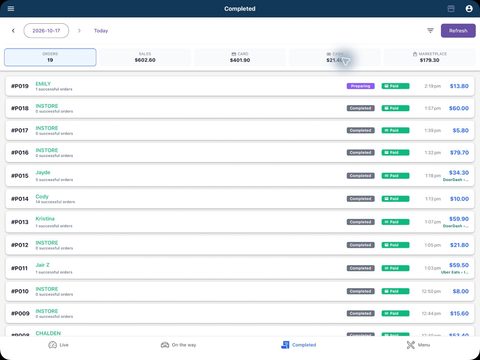 Completed
2026-10-17
Today
Refresh
ORDERS
19
SALES
$602.60
CARD
$401.90
MARKETPLACE
$179.30
#P019
EMILY
1 successful orders
Preparing
Paid
2:19pm
$13.80
#P018
INSTORE
0 successful orders
Completed
Paid
1:57pm
$60.00
#P017
INSTORE
0 successful orders
Completed
Paid
1:39pm
$5.80
#P016
INSTORE
0 successful orders
Completed
Paid
1:32pm
$79.70
#P015
Jayde
0 successful orders
Completed
Paid
1:19pm
$34.30
DoorDash -
#P014
Cody
14 successful orders
Completed
Paid
1:13pm
$10.00
#P013
Kristina
1 successful orders
Completed
Paid
1:07pm
$59.90
DoorDash -
#P012
INSTORE
0 successful orders
Completed
Paid
1:05pm
$21.80
#P011
Jair Z
1 successful orders
Completed
Paid
1:03pm
$59.50
Uber Eats -
#P010
INSTORE
0 successful orders
Completed
Paid
12:50pm
$8.00
#P009
INSTORE
0 successful orders
Completed
Paid
12:44pm
$15.60
#P008
CHALDEN
Completed
Paid
$53.40
Live
On the way
Completed
Menu